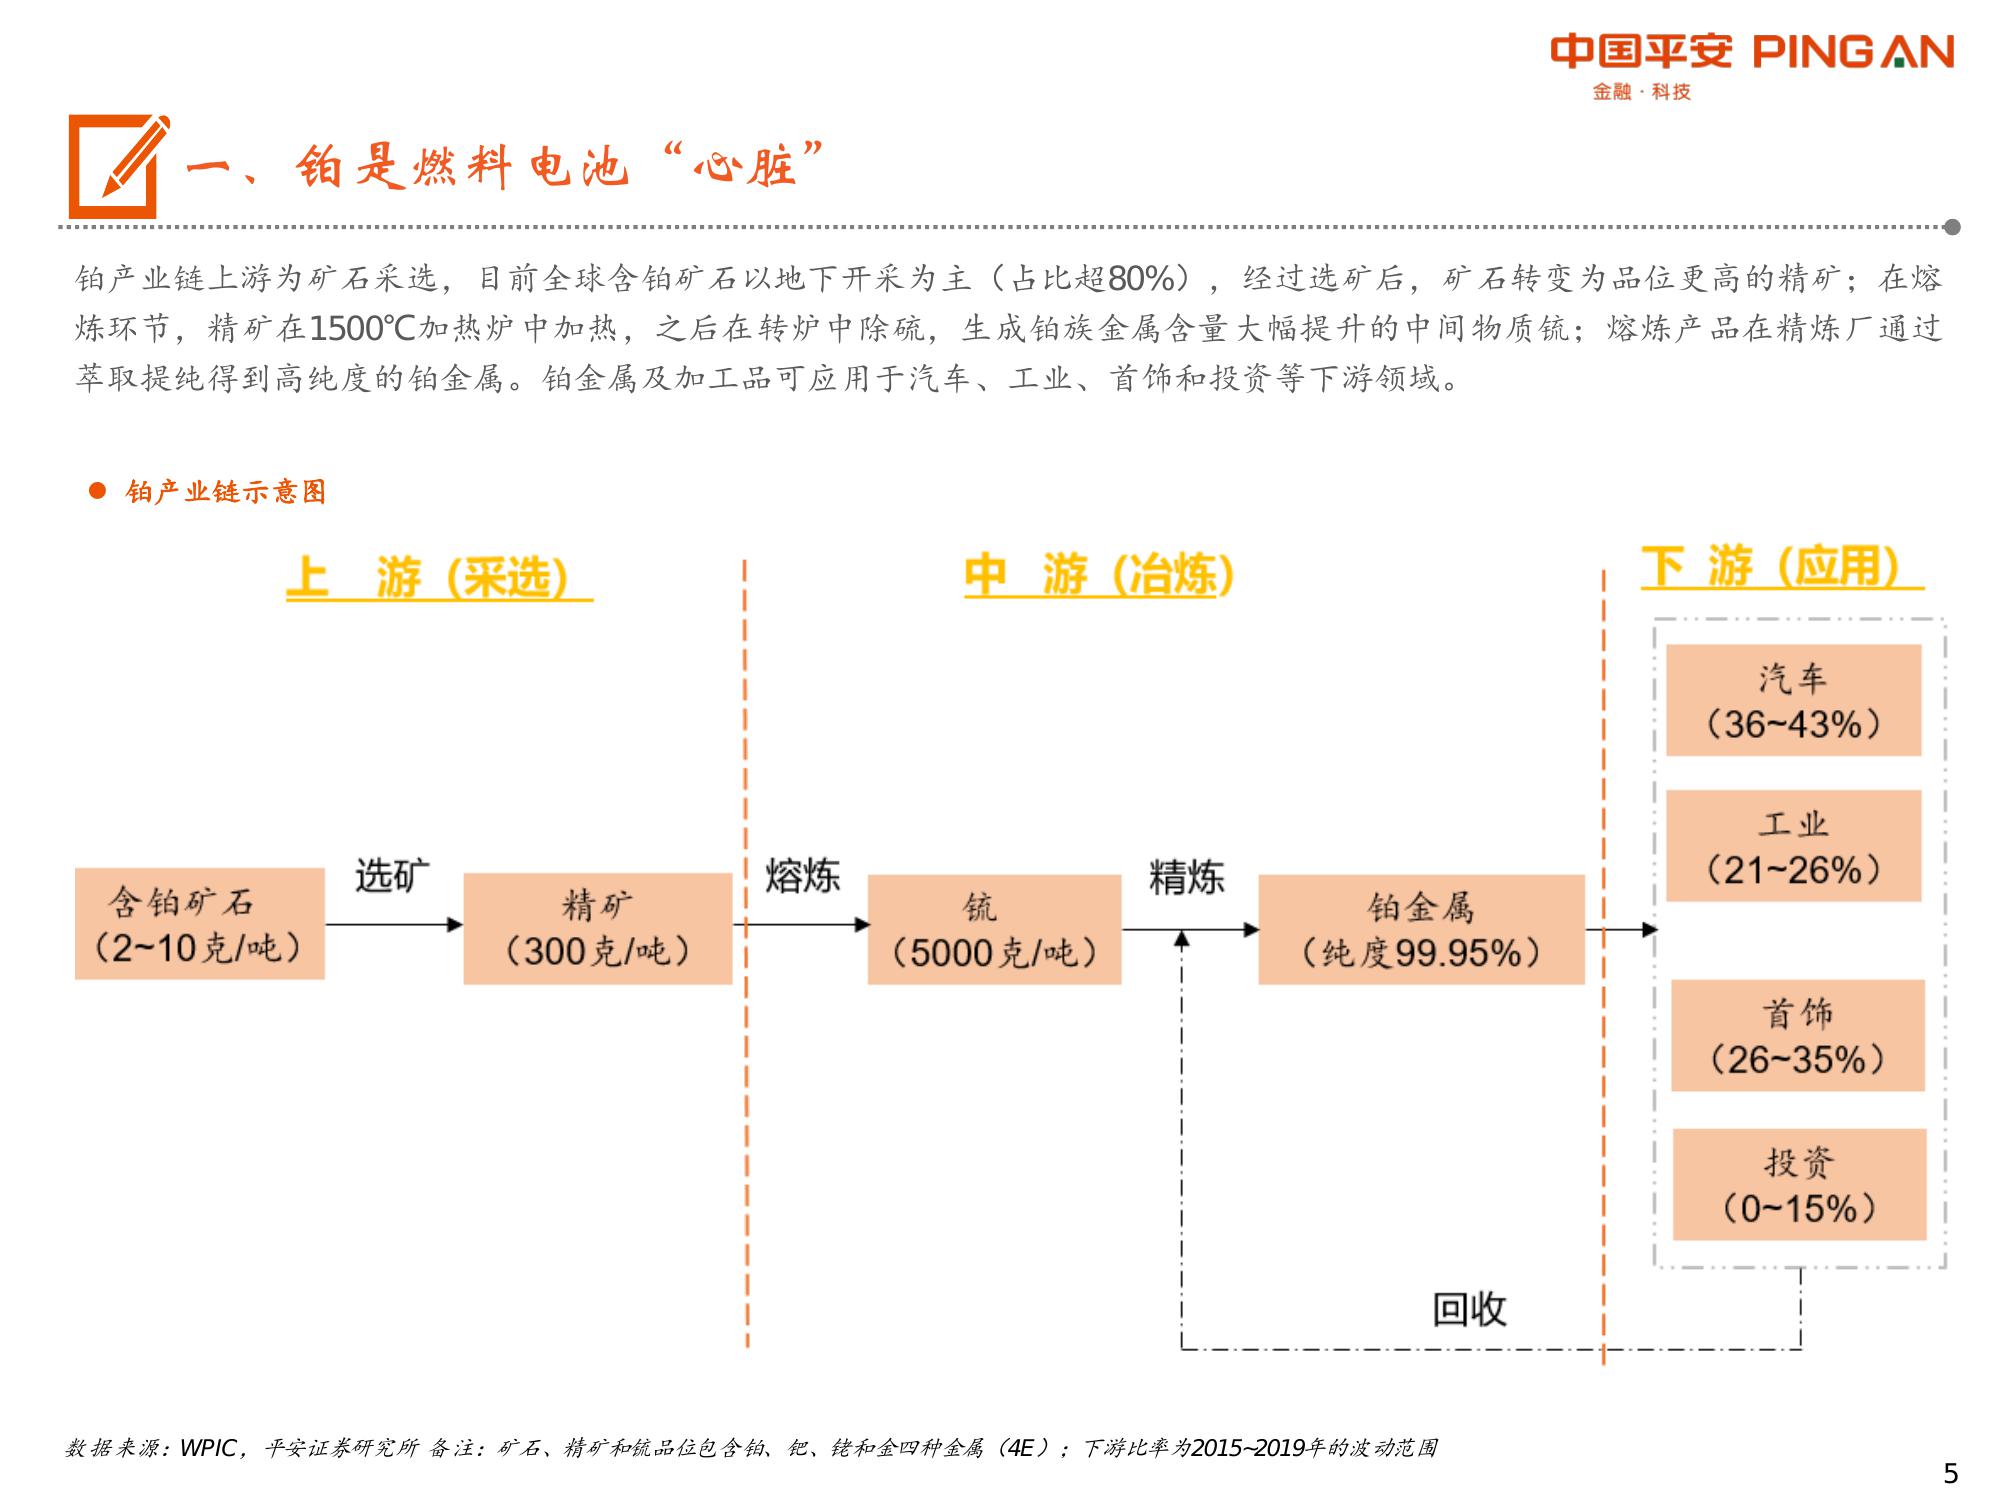 中国平安 PING AN
金融·科技
一、铂是燃料电池“心脏”
铂产业链上游为矿石采选，目前全球含铂矿石以地下开采为主（占比超80%），经过选矿后，矿石转变为品位更高的精矿；在熔
炼环节，精矿在1500℃加热炉中加热，之后在转炉中除硫，生成铂族金属含量大幅提升的中间物质锍；熔炼产品在精炼厂通过
萃取提纯得到高纯度的铂金属。铂金属及加工品可应用于汽车、工业、首饰和投资等下游领域。
铂产业链示意图
上 游（采选）
中 游（冶炼）
下 游（应用）
含铂矿石
（2~10克/吨）
选矿
精矿
（300克/吨）
熔炼
锍
（5000克/吨）
精炼
铂金属
（纯度99.95%）
汽车
（36~43%）
工业
（21~26%）
首饰
（26~35%）
投资
（0~15%）
回收
数据来源：WPIC，平安证券研究所 备注：矿石、精矿和锍品位包含铂、钯、铑和金四种金属（4E）；下游比率为2015~2019年的波动范围
5